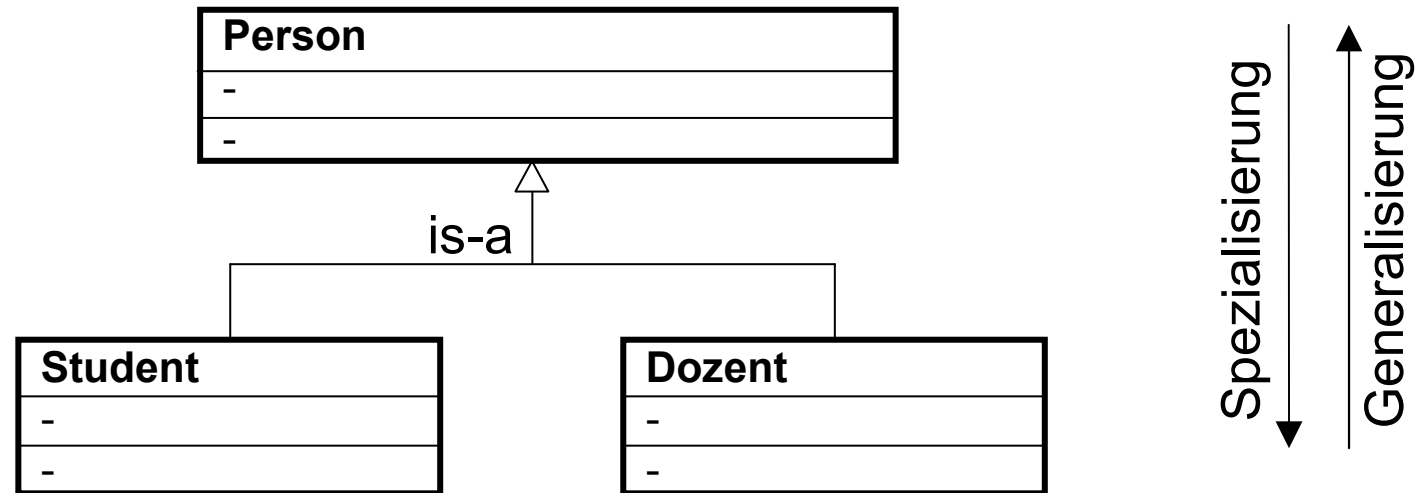 Person
-
-
is-a
Student
-
-
Dozent
-
-
Spezialisierung
Generalisierung